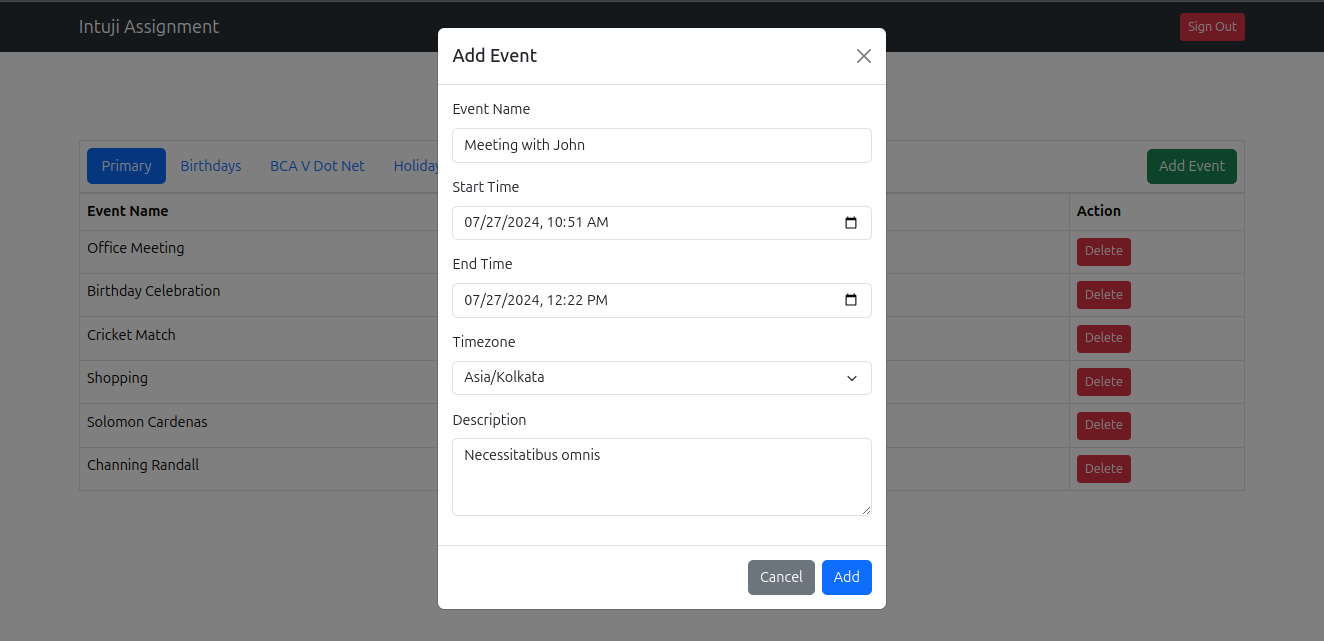 Intuji Assignment
Sign Out
Add Event
Event Name
Meeting with John
Start Time
07/27/2024, 10:51 AM
End Time
07/27/2024, 12:22 PM
Timezone
Asia/Kolkata
Description
Necessitatibus omnis
Cancel Add
Primary Birthdays BCA V Dot Net
Add Event
Event Name Action
Office Meeting Delete
Birthday Celebration Delete
Cricket Match Delete
Shopping Delete
Solomon Cardenas Delete
Channing Randall Delete